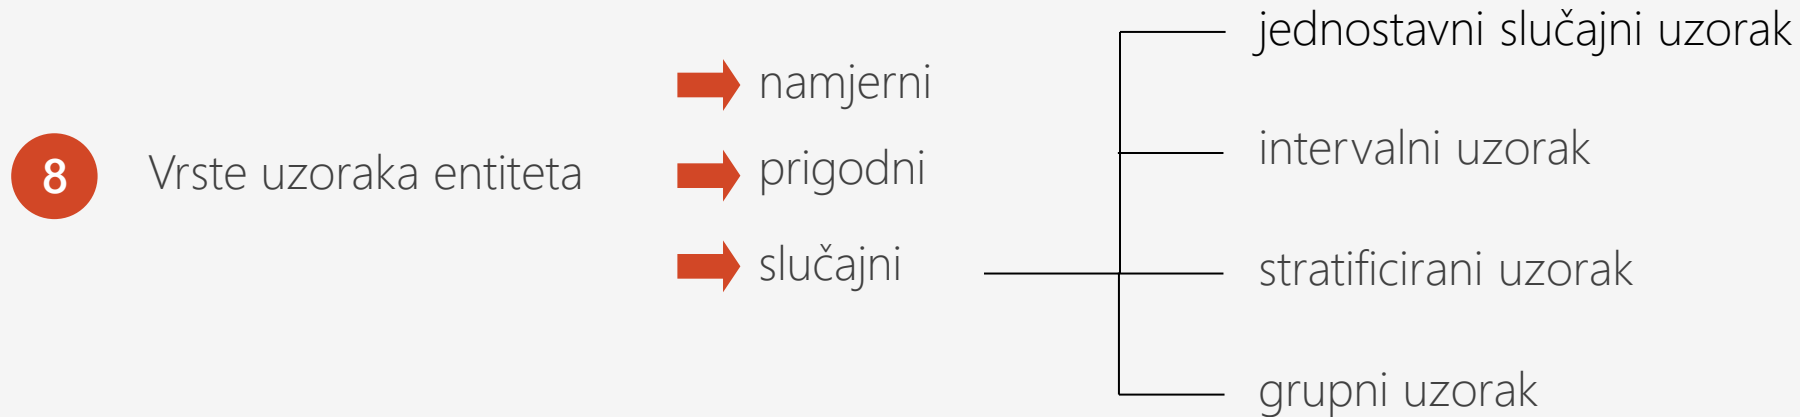 8
Vrste uzoraka entiteta
namjerni
prigodni
slučajni
jednostavni slučajni uzorak
intervalni uzorak
stratificirani uzorak
grupni uzorak